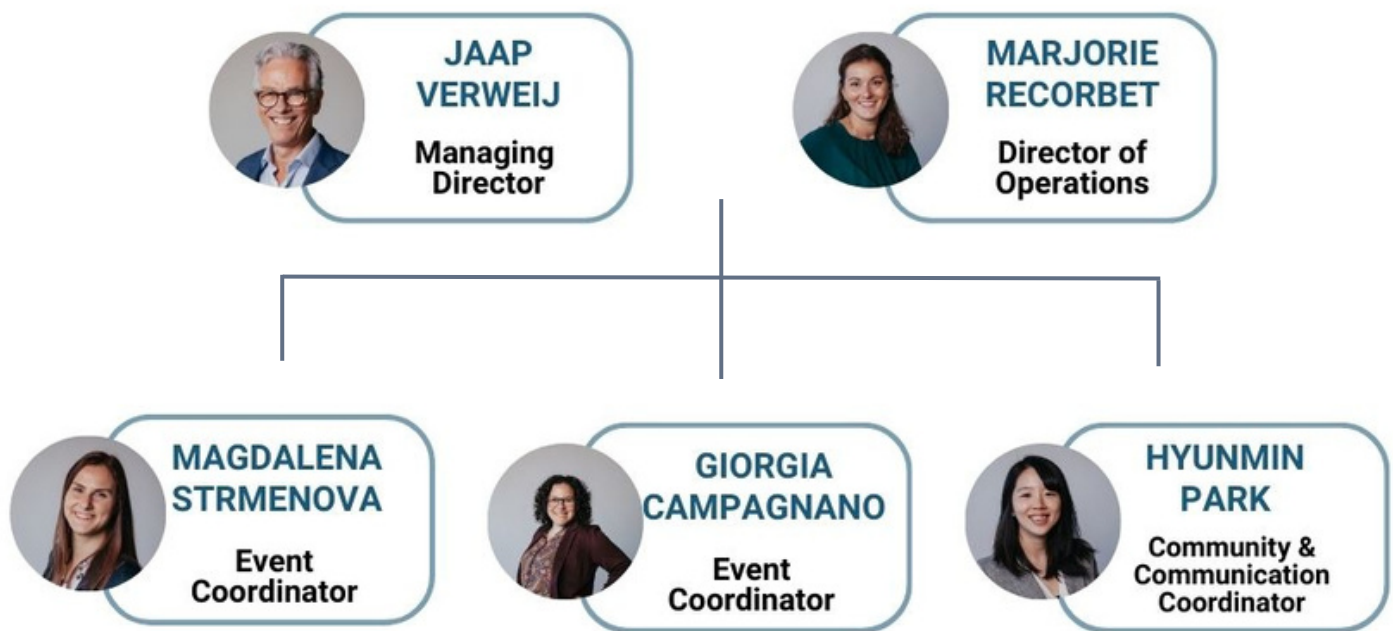 JAAP
VERWEIJ
Managing
Director
MARJORIE
RECORBET
Director of
Operations
MAGDALENA
STRMENOVA
Event
Coordinator
GIORGIA
CAMPAGNANO
Event
Coordinator
HYUNMIN
PARK
Community &
Communication
Coordinator